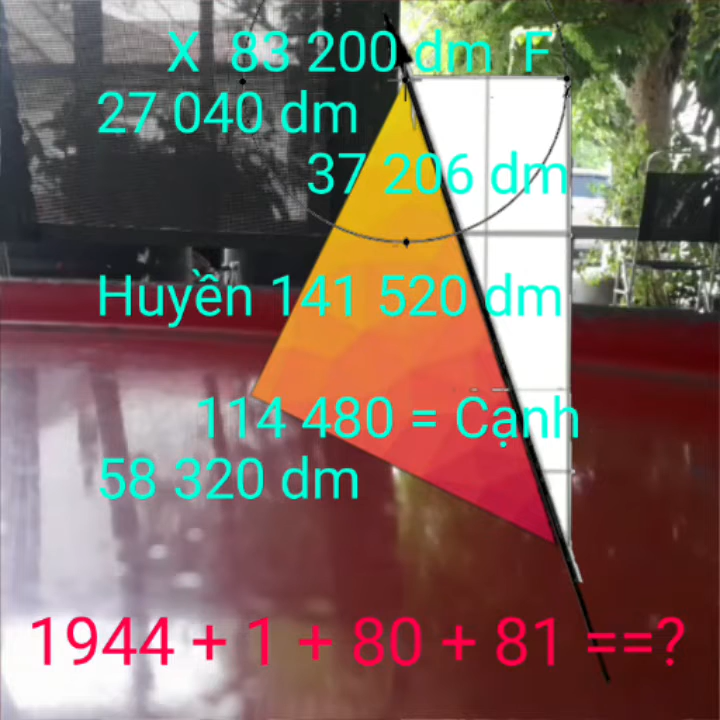 X 83 200 dm F
27 040 dm
37 206 dm
Huyền 141 520 dm
114 480 = Cạnh
58 320 dm
1944 + 1 + 80 + 81 ==?